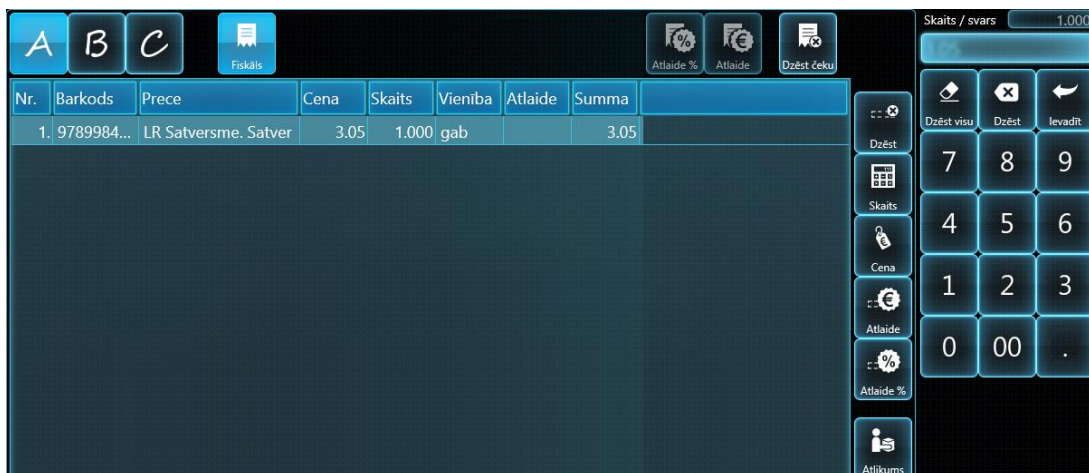 A B C
Fiskāls
Atlaide %
Atlaide
Dzēst čeku
Nr. Barkods Prece Cena Skaits Vienība Atlaide Summa
1. 9789984... LR Satversme. Satver 3.05 1.000 gab 3.05
Dzēst
Skaits
Cena
Atlaide
Atlaide %
Atlikums
Skaits / svars 1.000
Dzēst visu
Dzēst
Ievadīt
7 8 9
4 5 6
1 2 3
0 00 .